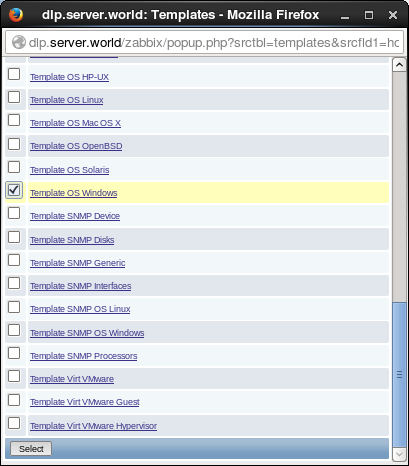 dlp.server.world: Templates - Mozilla Firefox
dlp.server.world/zabbix/popup.php?srctbl=templates&srcfld1=ho
Template OS HP-UX
Template OS Linux
Template OS Mac OS X
Template OS OpenBSD
Template OS Solaris
Template OS Windows
Template SNMP Device
Template SNMP Disks
Template SNMP Generic
Template SNMP Interfaces
Template SNMP OS Linux
Template SNMP OS Windows
Template SNMP Processors
Template Virt VMware
Template Virt VMware Guest
Template Virt VMware Hypervisor
Select